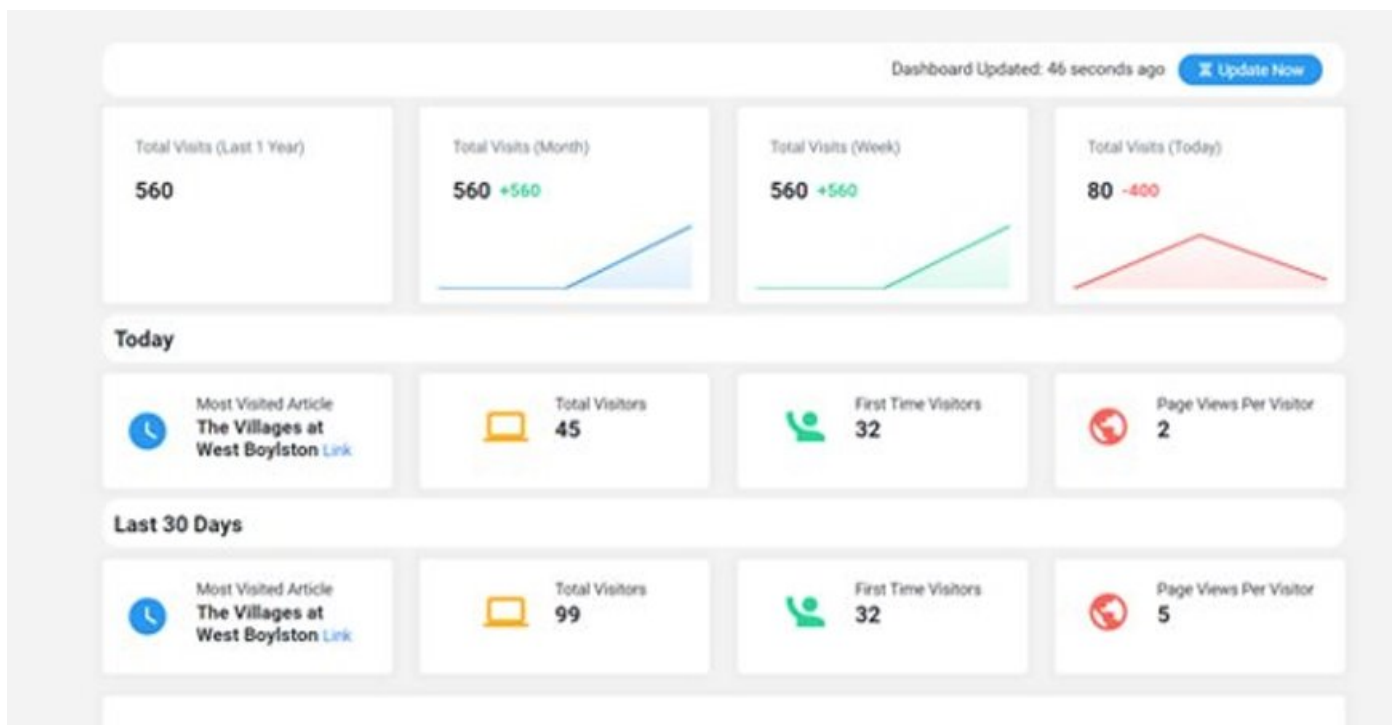 Dashboard Updated: 46 seconds ago Update Now
Total Visits (Last 1 Year)
560
Total Visits (Month)
560 +560
Total Visits (Week)
560 +560
Total Visits (Today)
80 -400
Today
Most Visited Article
The Villages at
West Boylston Link
Total Visitors
45
First Time Visitors
32
Page Views Per Visitor
2
Last 30 Days
Most Visited Article
The Villages at
West Boylston Link
Total Visitors
99
First Time Visitors
32
Page Views Per Visitor
5